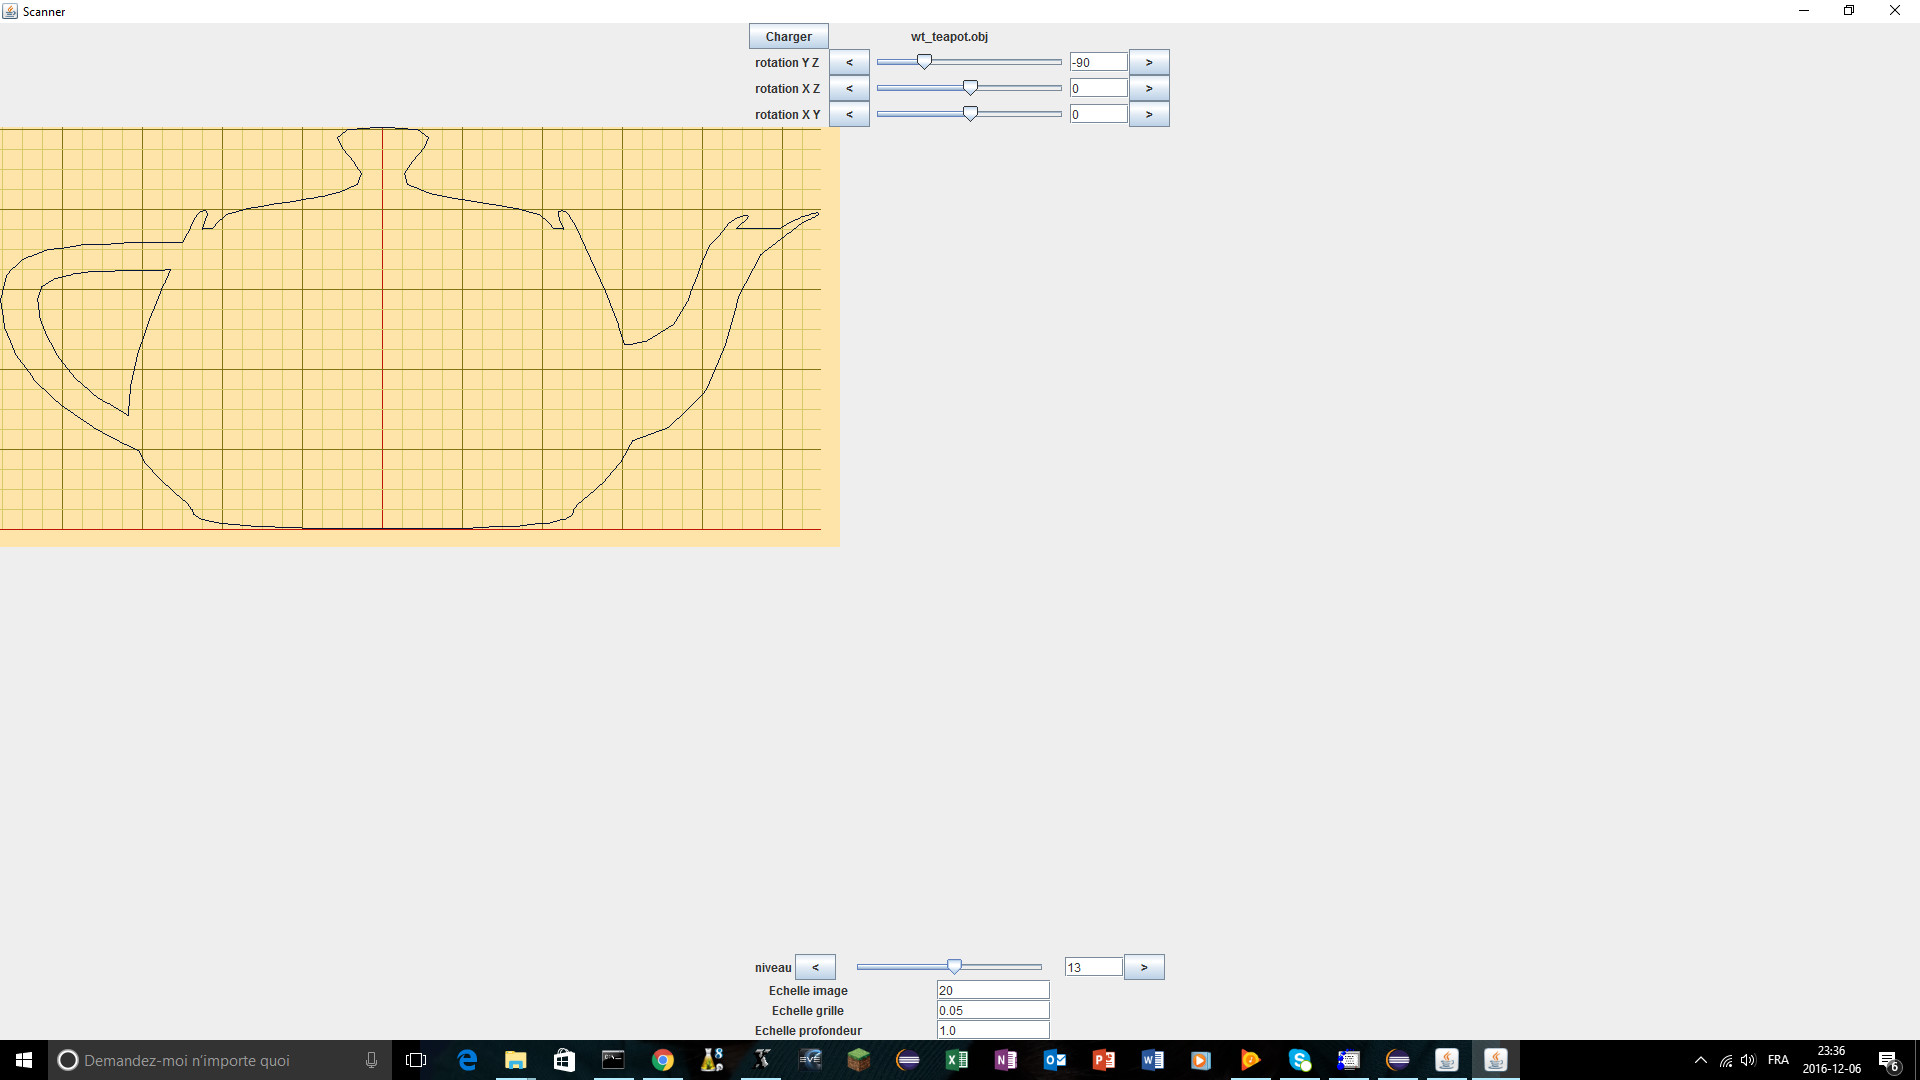 Scanner
Charger wt_teapot.obj
rotation Y Z < -90 >
rotation X Z < 0 >
rotation X Y < 0 >
niveau < 13 >
Echelle image 20
Echelle grille 0.05
Echelle profondeur 1.0
Demandez-moi n'importe quoi
FRA
23:36
2016-12-06
6